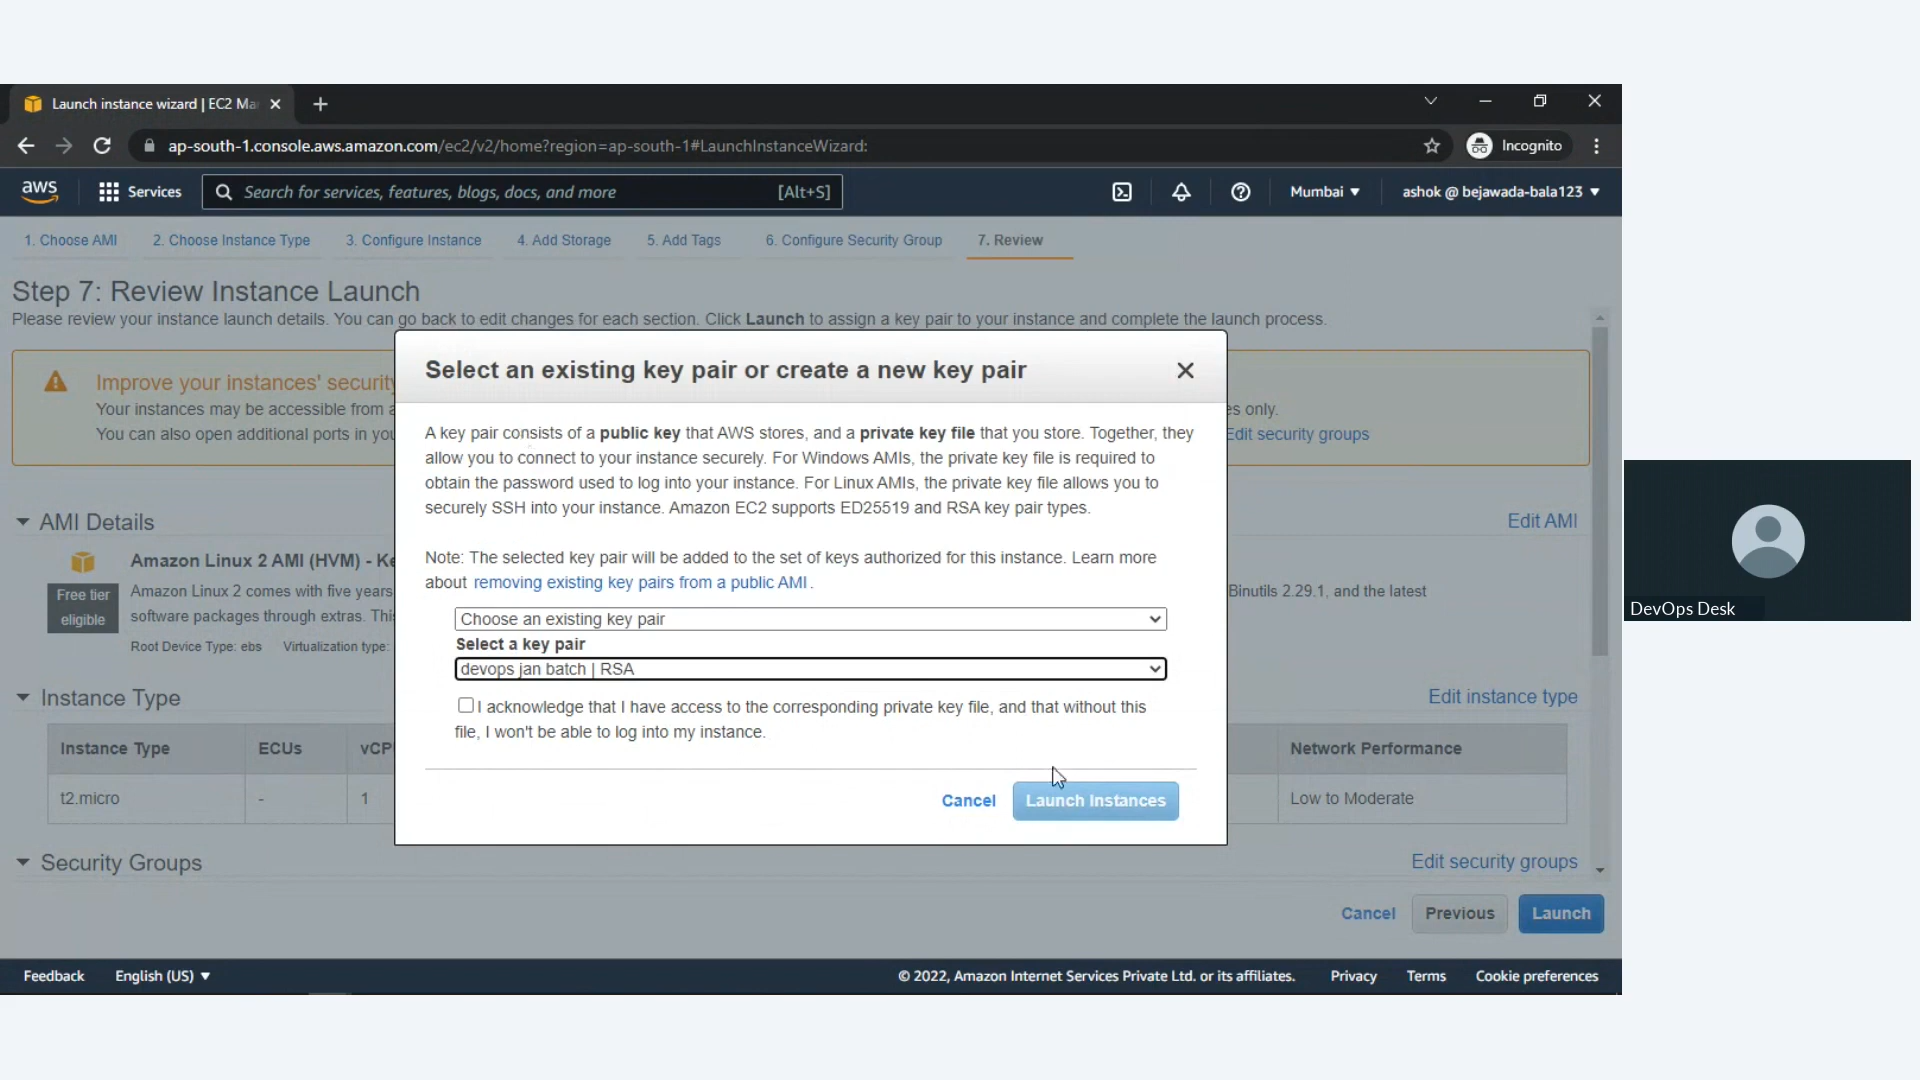 Launch instance wizard | EC2 Ma
ap-south-1.console.aws.amazon.com/ec2/v2/home?region=ap-south-1#LaunchInstanceWizard:
Incognito
aws
Services
Search for services, features, blogs, docs, and more
[Alt+S]
Mumbai
ashok @ bejawada-bala123
1. Choose AMI
2. Choose Instance Type
3. Configure Instance
4. Add Storage
5. Add Tags
6. Configure Security Group
7. Review
Step 7: Review Instance Launch
Please review your instance launch details. You can go back to edit changes for each section. Click Launch to assign a key pair to your instance and complete the launch process.
Improve your instances' security
Your instances may be accessible from a
es only.
You can also open additional ports in you
Edit security groups
Select an existing key pair or create a new key pair
A key pair consists of a public key that AWS stores, and a private key file that you store. Together, they
allow you to connect to your instance securely. For Windows AMIs, the private key file is required to
obtain the password used to log into your instance. For Linux AMIs, the private key file allows you to
securely SSH into your instance. Amazon EC2 supports ED25519 and RSA key pair types.
Note: The selected key pair will be added to the set of keys authorized for this instance. Learn more
about removing existing key pairs from a public AMI.
Choose an existing key pair
Select a key pair
devops jan batch | RSA
I acknowledge that I have access to the corresponding private key file, and that without this
file, I won't be able to log into my instance.
Cancel
Launch Instances
AMI Details
Edit AMI
Amazon Linux 2 AMI (HVM) - Ke
Free tier
eligible
Amazon Linux 2 comes with five years
Binutils 2.29.1, and the latest
software packages through extras. Thi
Root Device Type: ebs
Virtualization type:
Instance Type
Edit instance type
Instance Type
ECUs
vCP
Network Performance
t2.micro
-
1
Low to Moderate
Security Groups
Edit security groups
Cancel
Previous
Launch
Feedback
English (US)
© 2022, Amazon Internet Services Private Ltd. or its affiliates.
Privacy
Terms
Cookie preferences
DevOps Desk